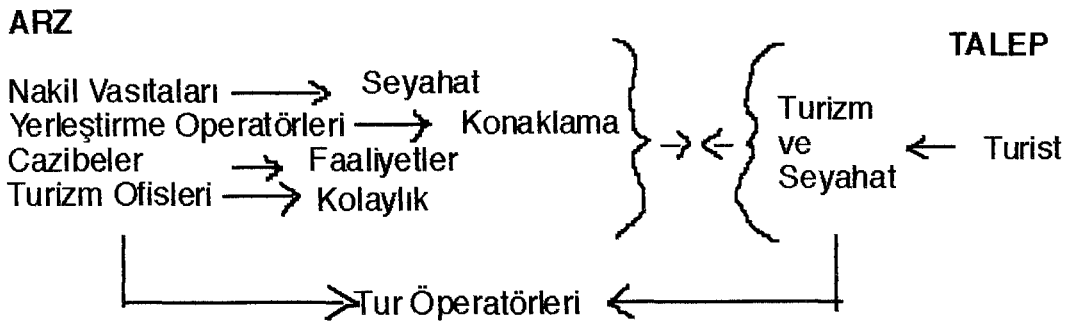 ARZ
TALEP
Nakil Vasıtaları Seyahat
Yerleştirme Operatörleri Konaklama
Cazibeler Faaliyetler
Turizm Ofisleri Kolaylık
Turizm
ve
Seyahat
Turist
Tur Öperatörleri